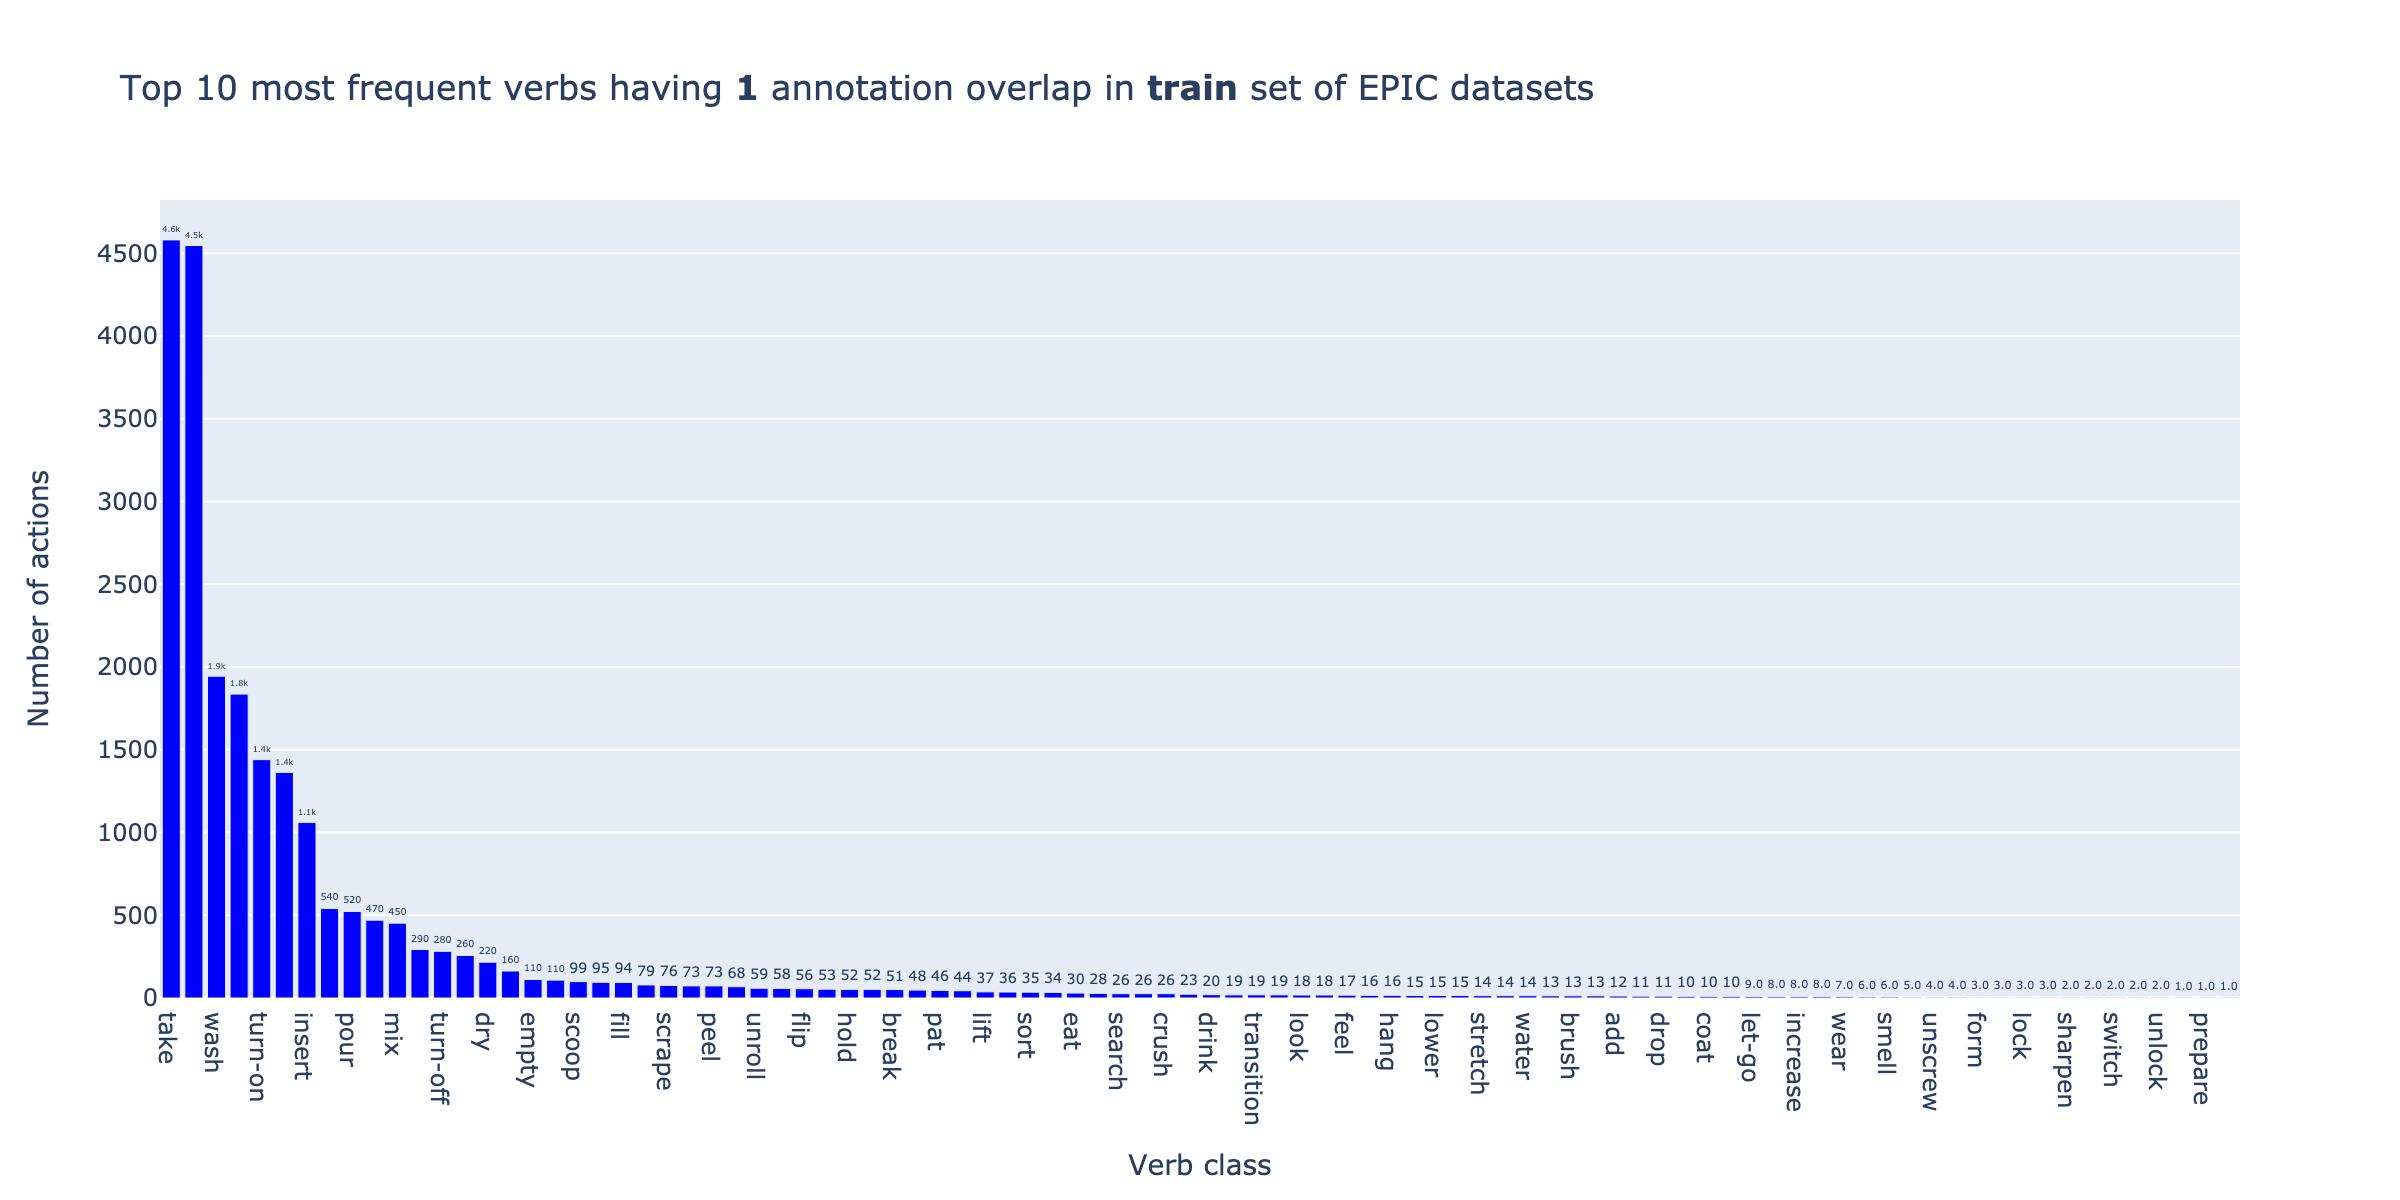 Top 10 most frequent verbs having 1 annotation overlap in train set of EPIC datasets
Number of actions
4500
4000
3500
3000
2500
2000
1500
1000
500
0
4.6k 4.5k 1.9k 1.8k 1.4k 1.4k 1.1k 540 520 470 450 290 280 260 220 160 110 110 99 95 94 79 76 73 73 68 59 58 56 53 52 52 51 48 46 44 37 36 35 34 30 28 26 26 26 23 20 19 19 19 18 18 17 16 16 15 15 15 14 14 14 13 13 13 12 11 11 10 10 10 9.0 8.0 8.0 8.0 7.0 6.0 6.0 5.0 4.0 4.0 3.0 3.0 3.0 3.0 2.0 2.0 2.0 2.0 2.0 1.0 1.0 1.0
take
wash
turn-on
insert
pour
mix
turn-off
dry
empty
scoop
fill
scrape
peel
unroll
flip
hold
break
pat
lift
sort
eat
search
crush
drink
transition
look
feel
hang
lower
stretch
water
brush
add
drop
coat
let-go
increase
wear
smell
unscrew
form
lock
sharpen
switch
unlock
prepare
Verb class